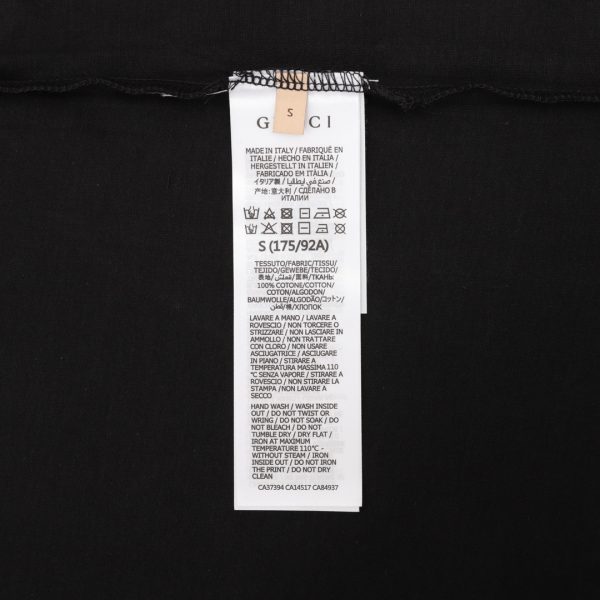 S
GUCCI
MADE IN ITALY / FABRIQUÉ EN
ITALIE / HECHO EN ITALIA /
HERGESTELLT IN ITALIEN /
FABRICADO EM ITÁLIA /
イタリア製 / صنع في إيطاليا /
产地: 意大利 / СДЕЛАНО В
ИТАЛИИ
S (175/92A)
TESSUTO/FABRIC/TISSU/
TEJIDO/GEWEBE/TECIDO/
表地/قماش/面料/ТКАНЬ:
100% COTONE/COTTON/
COTON/ALGODON/
BAUMWOLLE/ALGODÃO/コットン/
قطن/棉/ХЛОПОК
LAVARE A MANO / LAVARE A
ROVESCIO / NON TORCERE O
STRIZZARE / NON LASCIARE IN
AMMOLLO / NON TRATTARE
CON CLORO / NON USARE
ASCIUGATRICE / ASCIUGARE
IN PIANO / STIRARE A
TEMPERATURA MASSIMA 110
°C SENZA VAPORE / STIRARE A
ROVESCIO / NON STIRARE LA
STAMPA /NON LAVARE A
SECCO
HAND WASH / WASH INSIDE
OUT / DO NOT TWIST OR
WRING / DO NOT SOAK / DO
NOT BLEACH / DO NOT
TUMBLE DRY / DRY FLAT /
IRON AT MAXIMUM
TEMPERATURE 110°C -
WITHOUT STEAM / IRON
INSIDE OUT / DO NOT IRON
THE PRINT / DO NOT DRY
CLEAN
CA37394 CA14517 CA84937